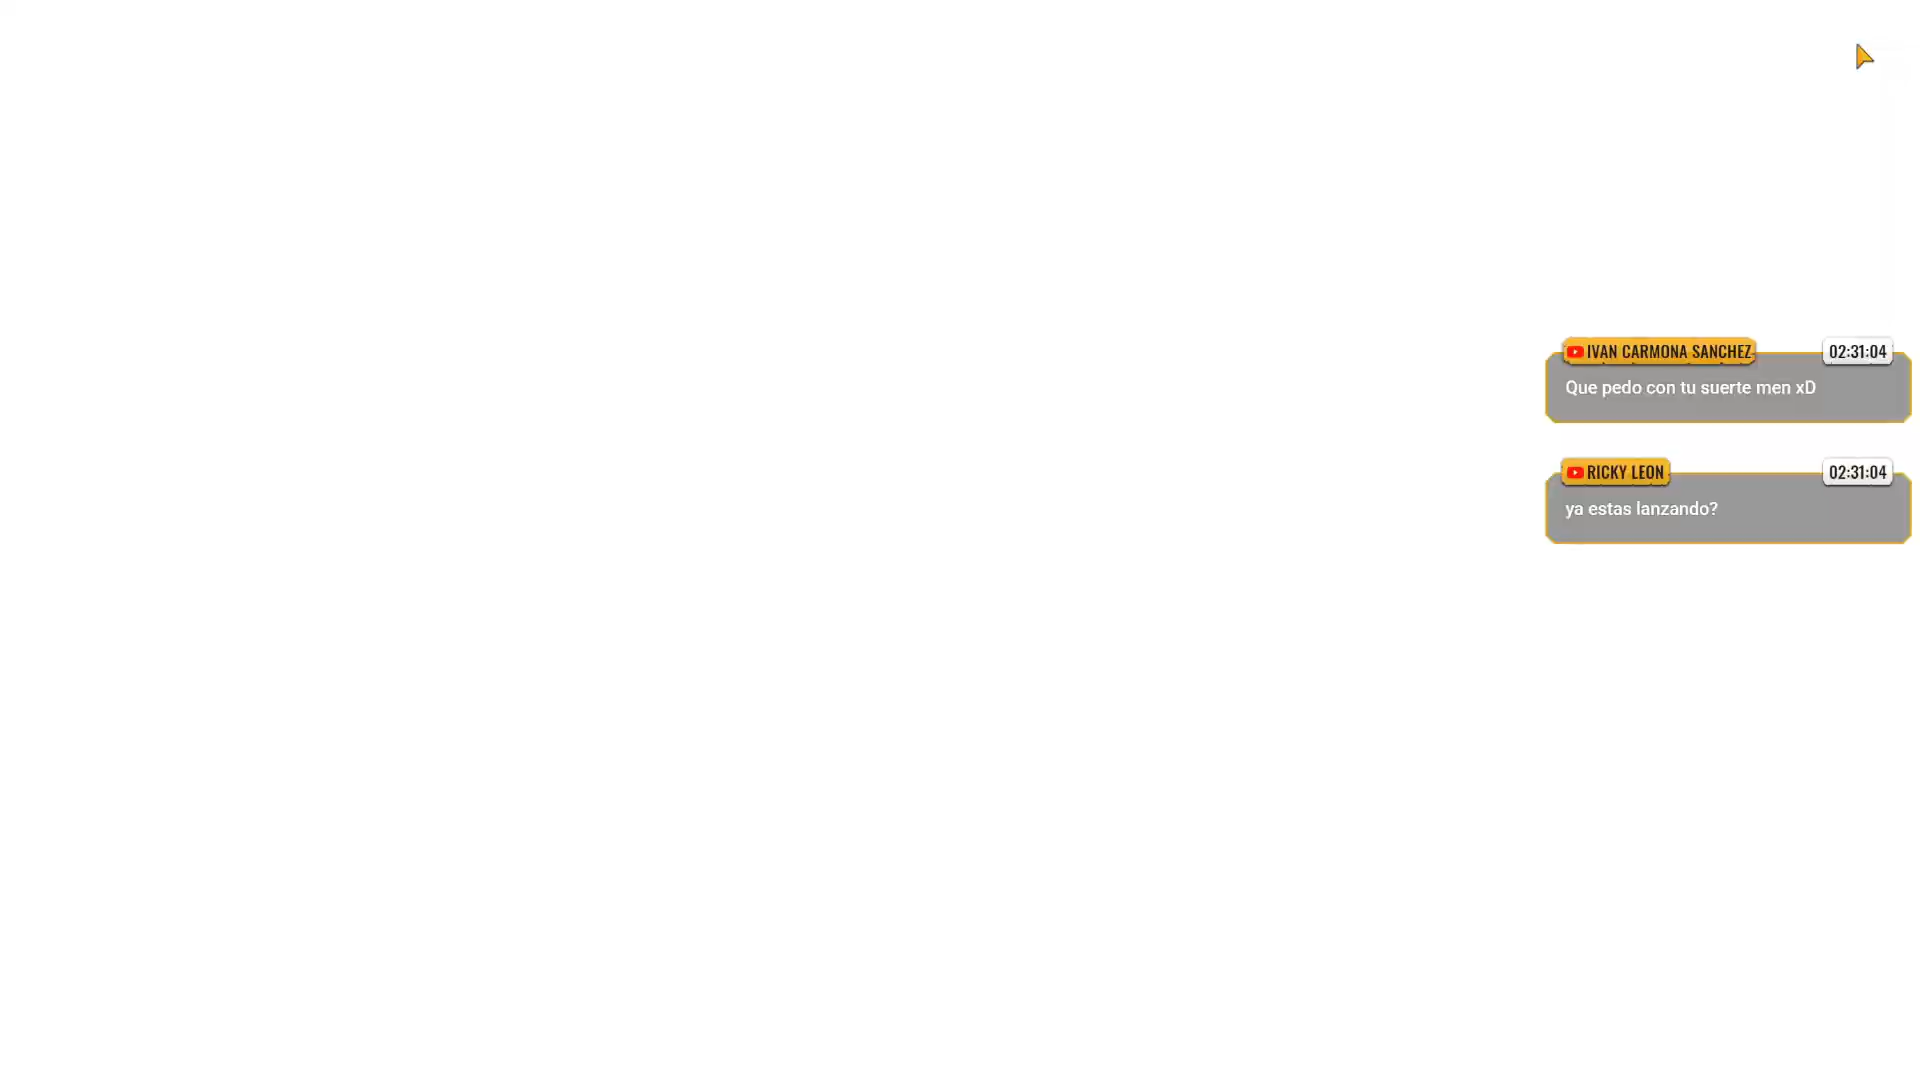 IVAN CARMONA SANCHEZ 02:31:04
Que pedo con tu suerte men xD
RICKY LEON 02:31:04
ya estas lanzando?